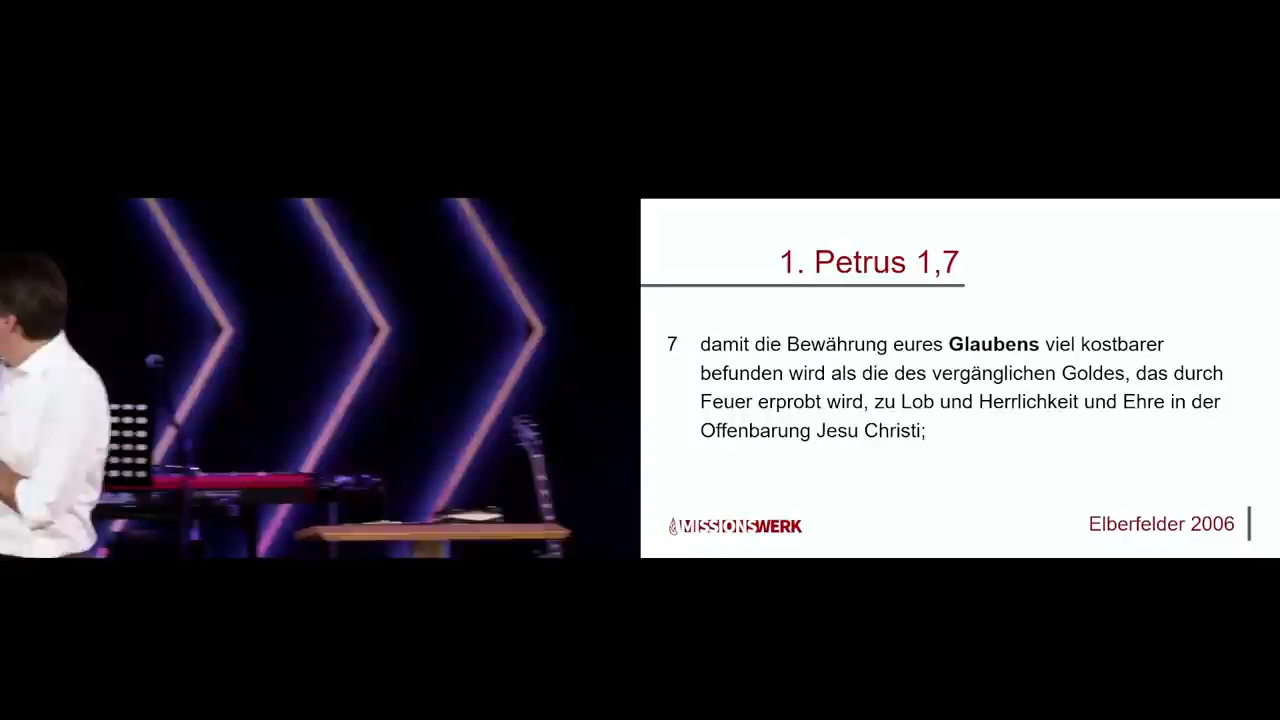 1. Petrus 1,7
7 damit die Bewährung eures Glaubens viel kostbarer
befunden wird als die des vergänglichen Goldes, das durch
Feuer erprobt wird, zu Lob und Herrlichkeit und Ehre in der
Offenbarung Jesu Christi;
MISSIONSWERK
Elberfelder 2006